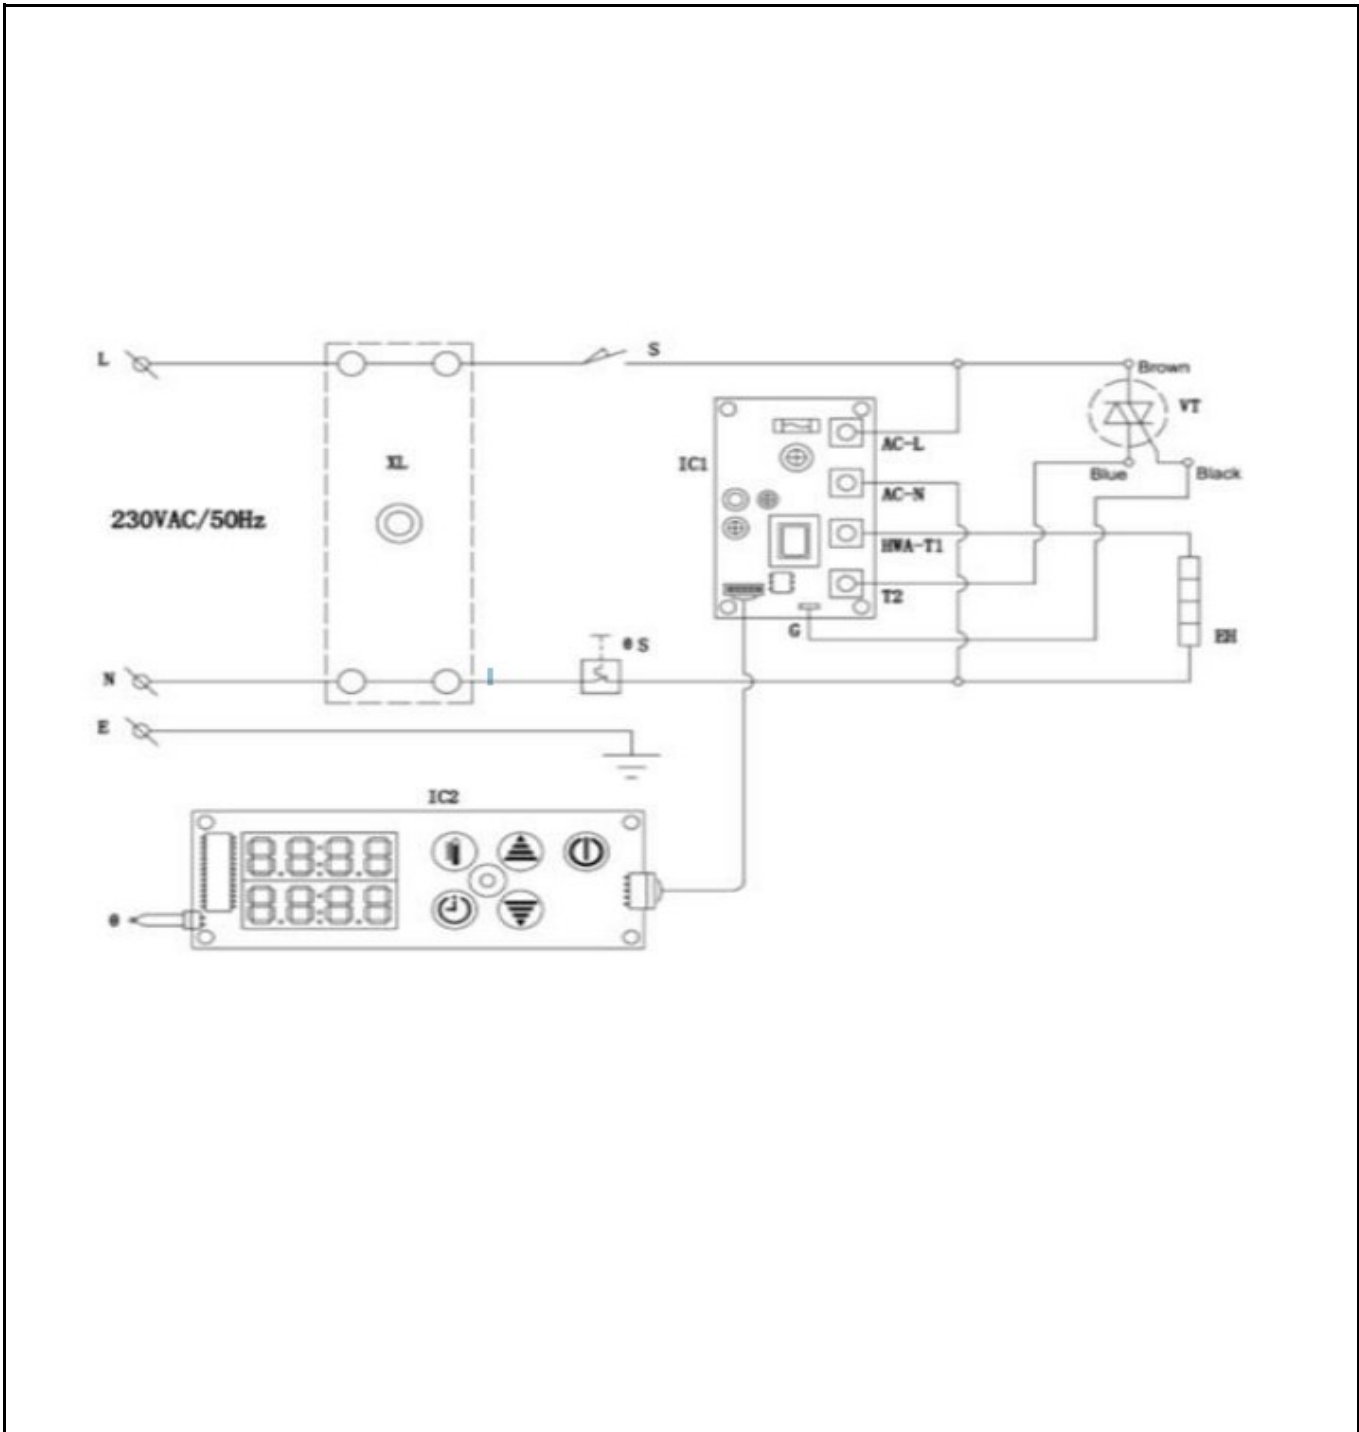 L
S
Brown
VT
AC-L
IC1
XL
Blue
Black
AC-N
230VAC/50Hz
HWA-T1
T2
G
EH
θ S
N
E
IC2
8.8:8.8
8.8:8.8
θ